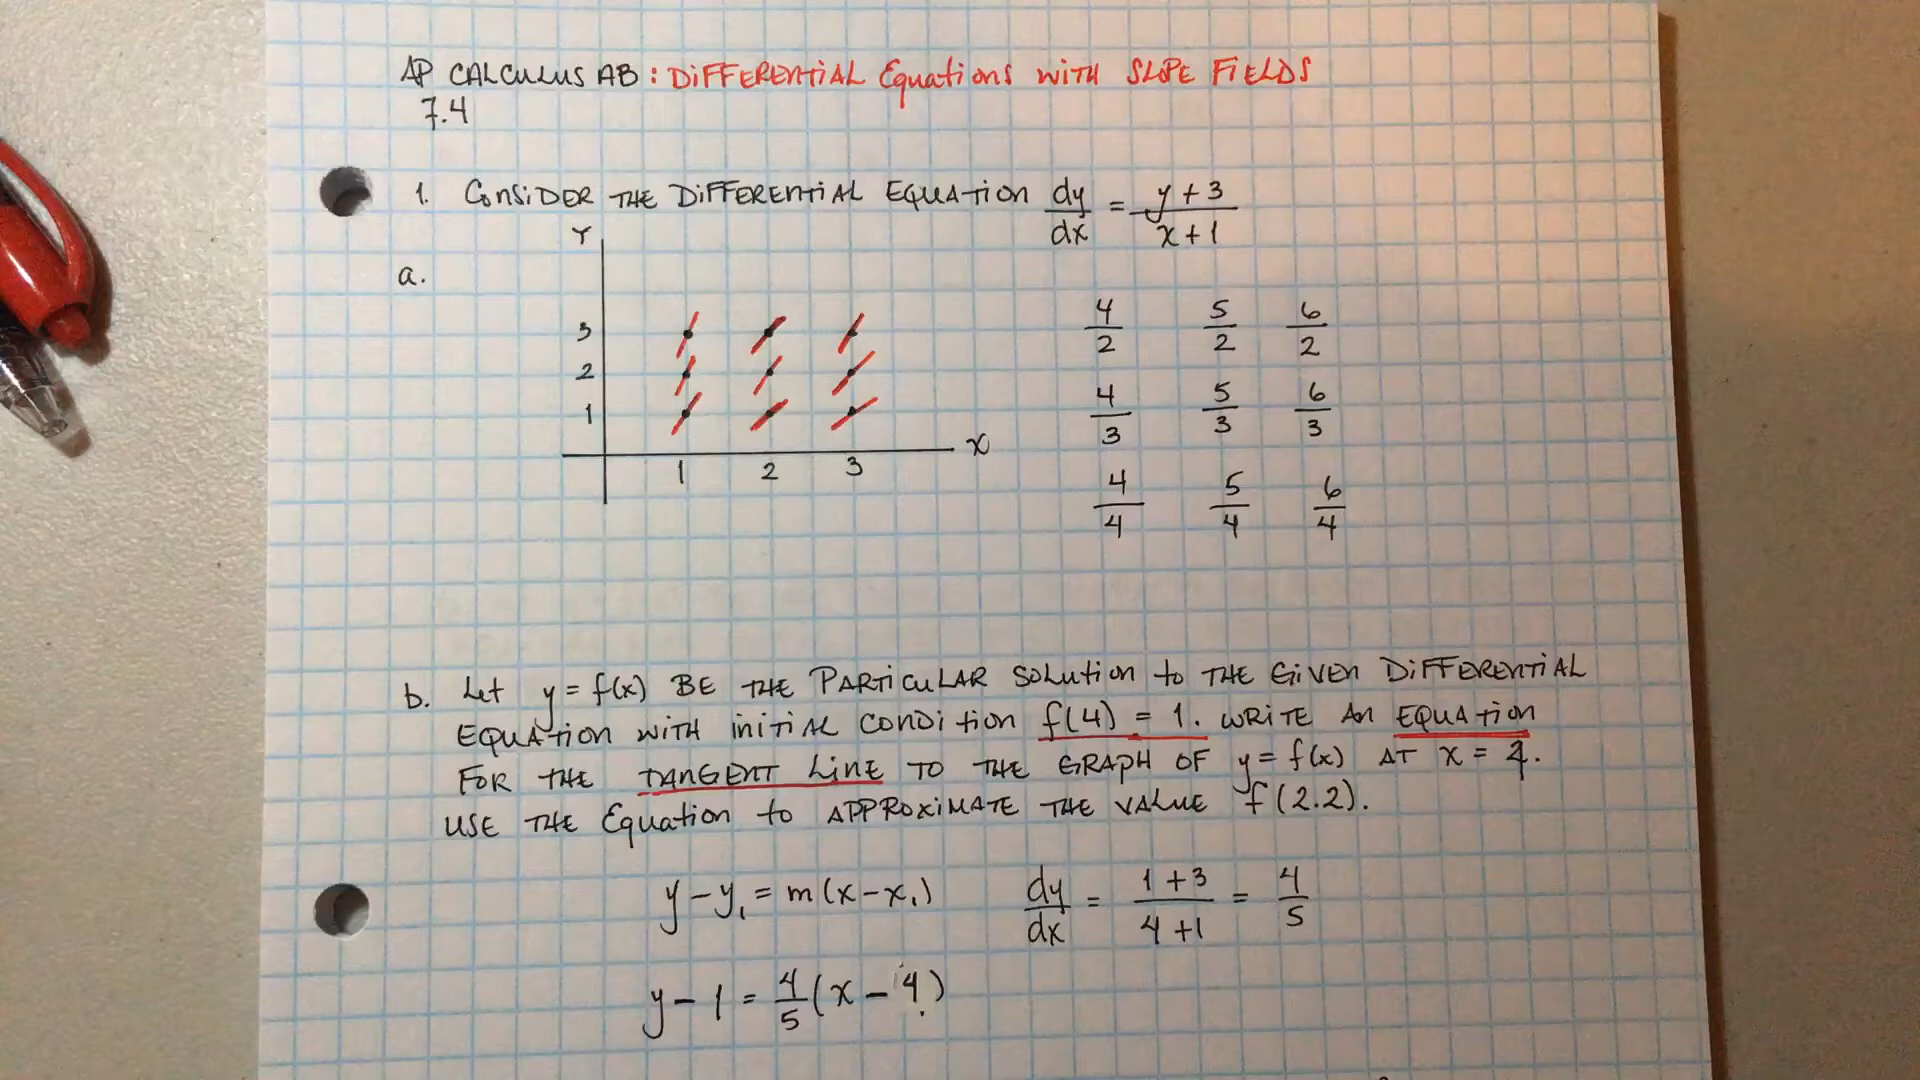 AP CALCULUS AB: DIFFERENTIAL Equations WITH SLOPE FIELDS
7.4
1. CONSIDER THE DIFFERENTIAL EQUATION dy/dx = y+3/x+1
Y
a.
3
2
1
X
1 2 3
4/2 5/2 6/2
4/3 5/3 6/3
4/4 5/4 6/4
b. Let y = f(x) BE THE PARTICULAR SOLUTION to THE GIVEN DIFFERENTIAL
EQUATION WITH INITIAL CONDITION f(4) = 1. WRITE AN EQUATION
FOR THE TANGENT LINE TO THE GRAPH OF y = f(x) AT x = 4.
USE THE Equation to APPROXIMATE THE VALUE f(2.2).
y - y₁ = m(x - x₁) dy/dx = 1+3/4+1 = 4/5
y - 1 = 4/5(x - 4)